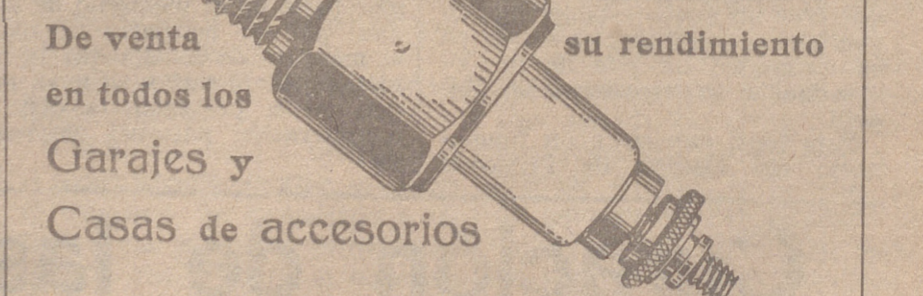 De venta su rendimiento
en todos los
Garajes y
Casas de accesorios